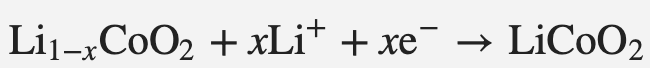 Li₁₋ₓCoO₂ + xLi⁺ + xe⁻ → LiCoO₂